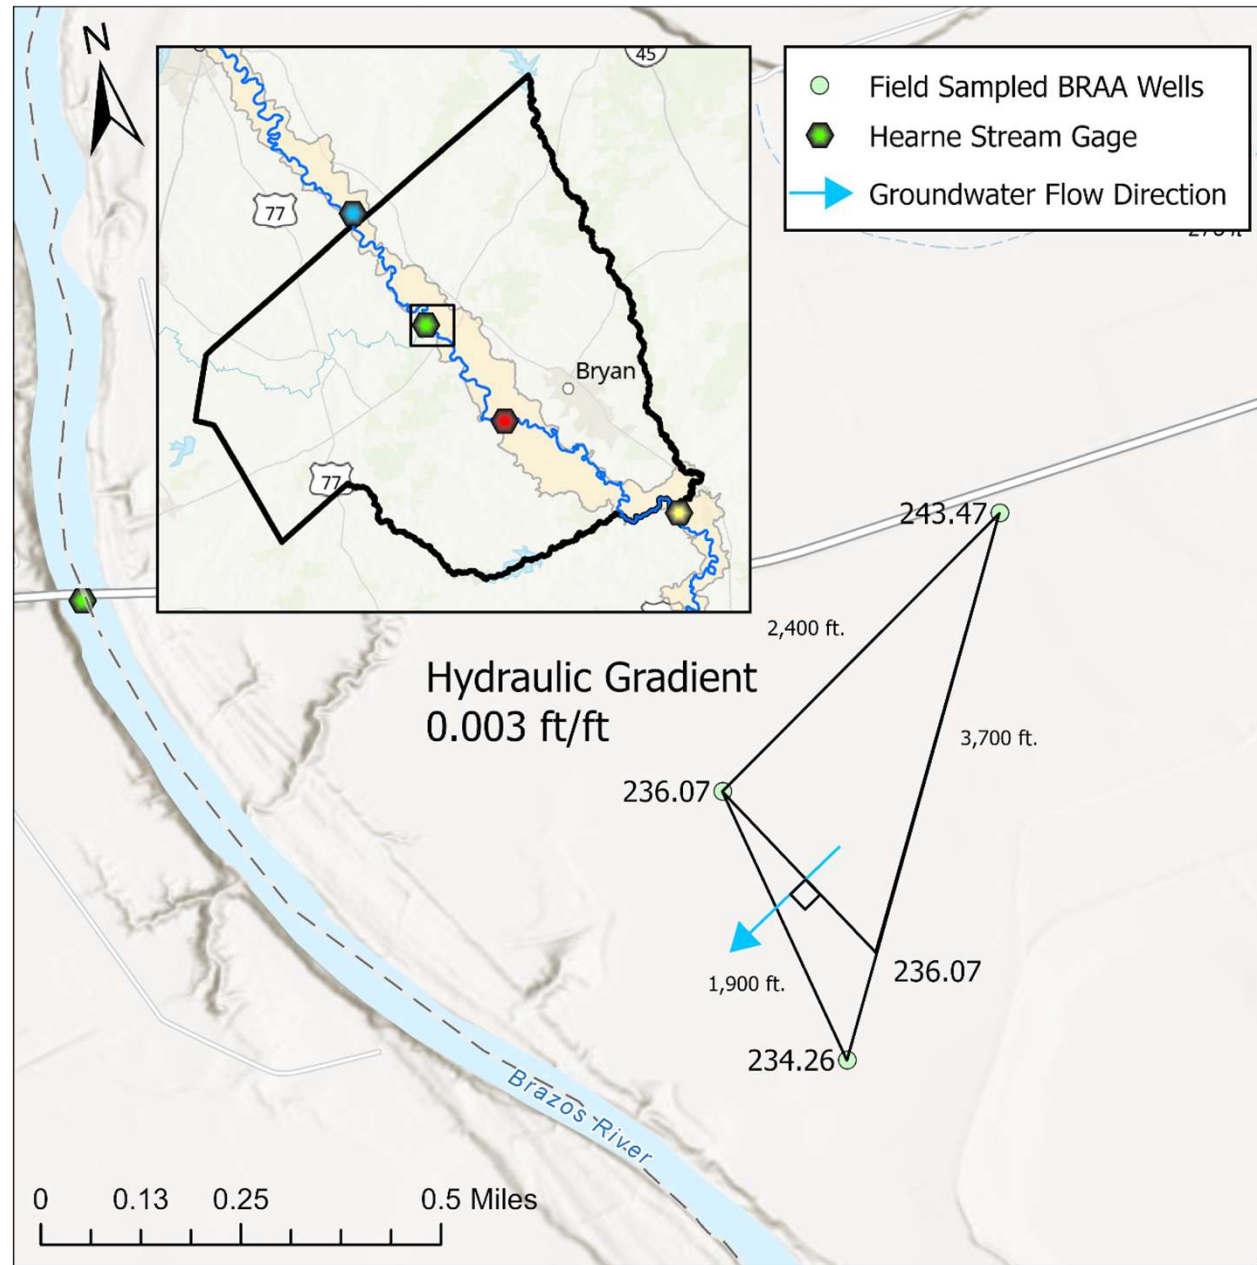 N
45
77
Bryan
77
Field Sampled BRAA Wells
Hearne Stream Gage
Groundwater Flow Direction
243.47
2,400 ft.
Hydraulic Gradient
0.003 ft/ft
3,700 ft.
236.07
236.07
1,900 ft.
234.26
Brazos River
0 0.13 0.25 0.5 Miles